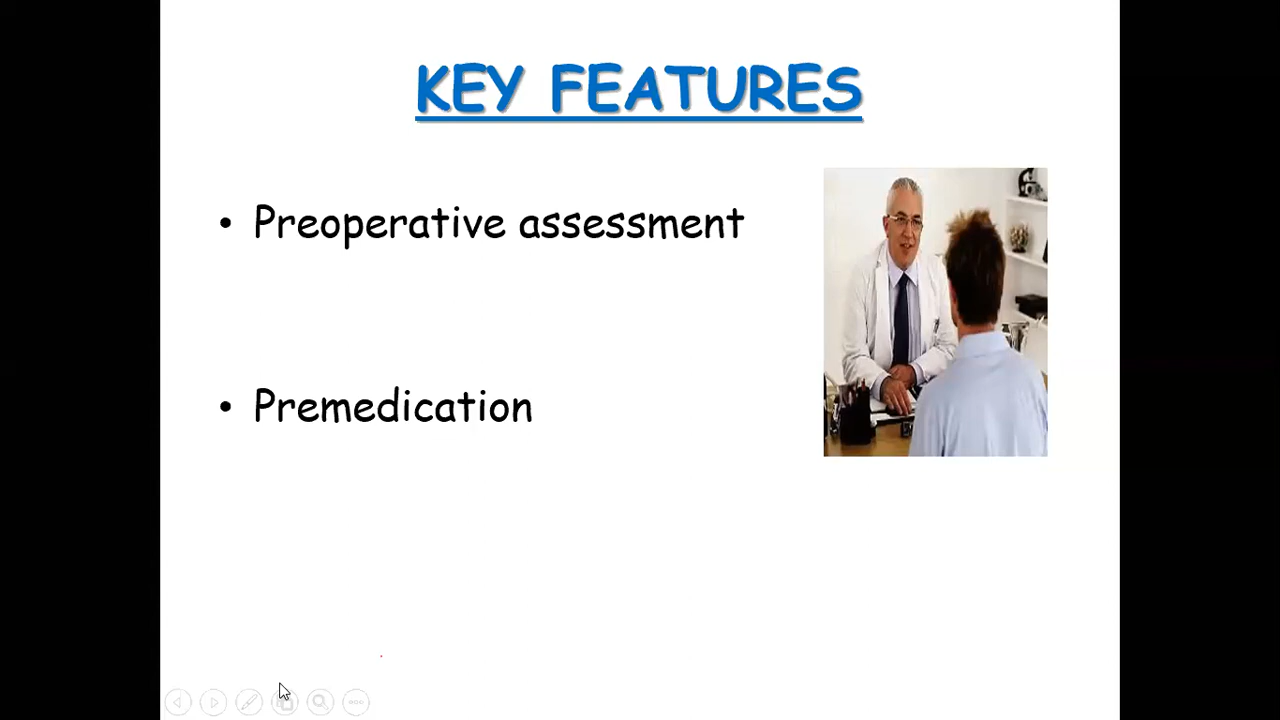 KEY FEATURES
• Preoperative assessment
• Premedication